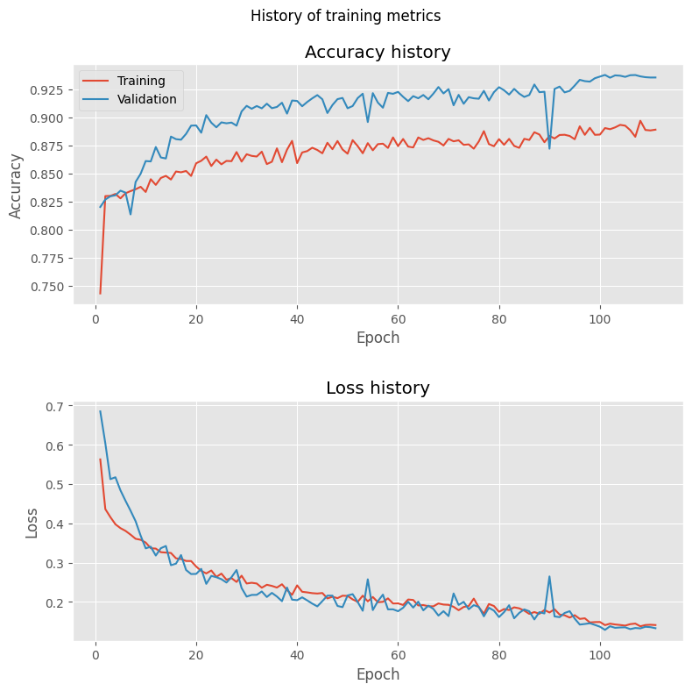 History of training metrics
Accuracy history
Training
Validation
0.925
0.900
0.875
0.850
0.825
0.800
0.775
0.750
Accuracy
0 20 40 60 80 100
Epoch
Loss history
0.7
0.6
0.5
0.4
0.3
0.2
Loss
0 20 40 60 80 100
Epoch